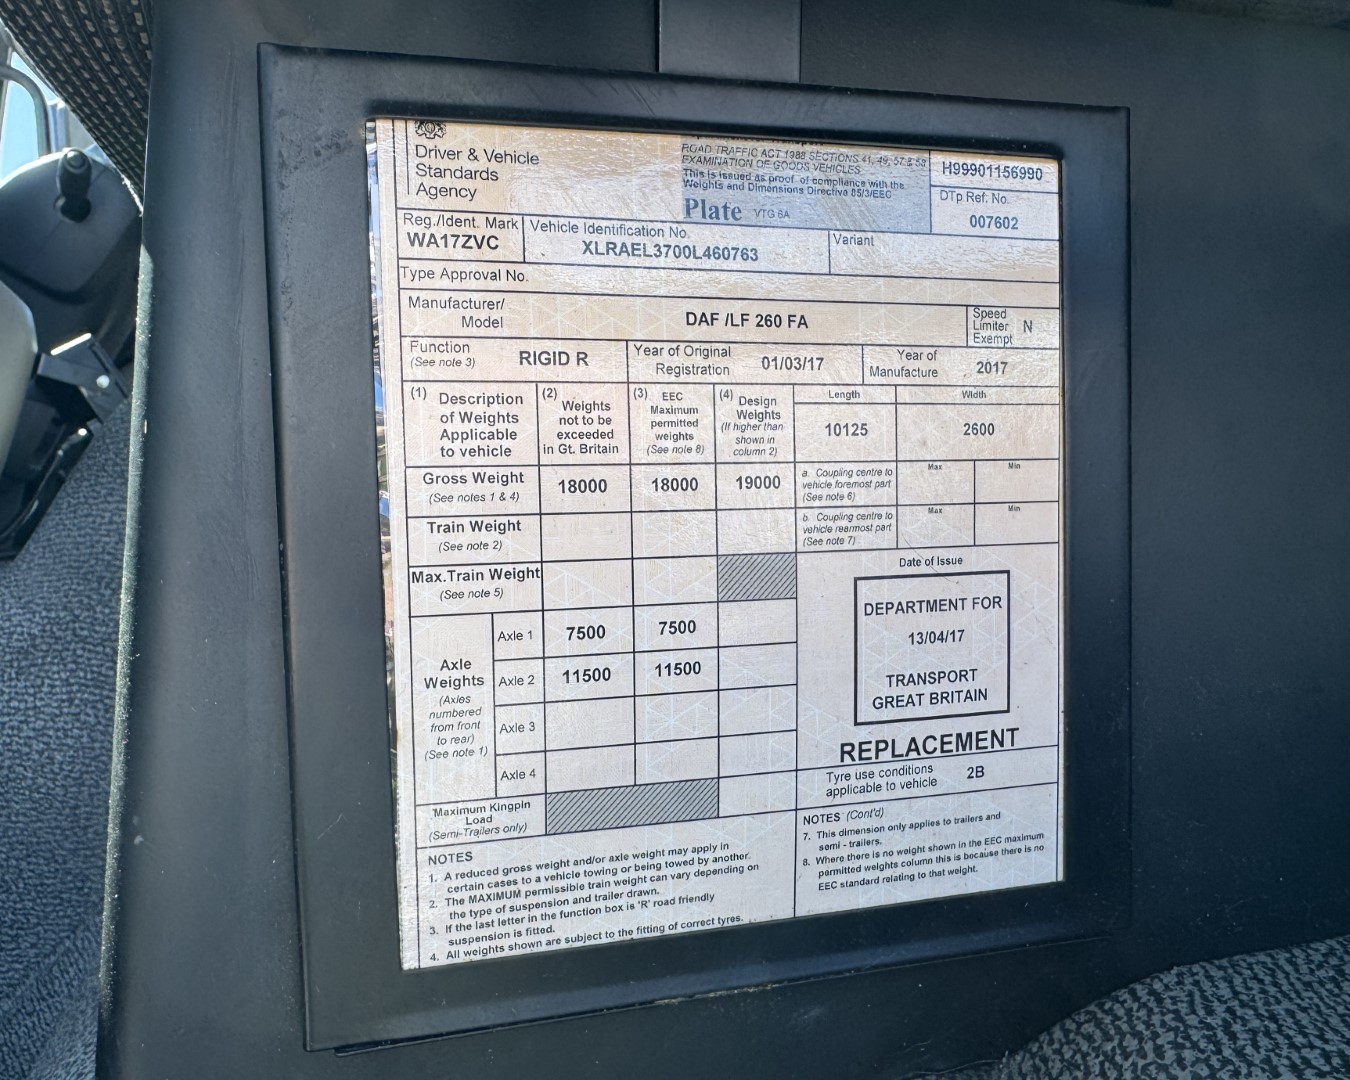 Driver & Vehicle
Standards
Agency
ROAD TRAFFIC ACT 1988 SECTIONS 41, 49, 57 & 58
EXAMINATION OF GOODS VEHICLES
This is issued as proof of compliance with the
Weights and Dimensions Directive 85/3/EEC
Plate VTG 6A
H99901156990
DTp Ref. No.
007602
Reg./Ident. Mark
WA17ZVC
Vehicle Identification No.
XLRAEL3700L460763
Variant
Type Approval No.
Manufacturer/
Model
DAF /LF 260 FA
Speed
Limiter
Exempt
N
Function
(See note 3)
RIGID R
Year of Original
Registration
01/03/17
Year of
Manufacture
2017
(1) Description
of Weights
Applicable
to vehicle
(2) Weights
not to be
exceeded
in Gt. Britain
(3) EEC
Maximum
permitted
weights
(See note 8)
(4) Design
Weights
(If higher than
shown in
column 2)
Length
10125
Width
2600
Gross Weight
(See notes 1 & 4)
18000
18000
19000
a. Coupling centre to
vehicle foremost part
(See note 6)
Max
Min
Train Weight
(See note 2)
b. Coupling centre to
vehicle rearmost part
(See note 7)
Max
Min
Max.Train Weight
(See note 5)
Axle
Weights
(Axles
numbered
from front
to rear)
(See note 1)
Axle 1
7500
7500
Axle 2
11500
11500
Axle 3
Axle 4
Maximum Kingpin
Load
(Semi-Trailers only)
Date of Issue
DEPARTMENT FOR
13/04/17
TRANSPORT
GREAT BRITAIN
REPLACEMENT
Tyre use conditions
applicable to vehicle
2B
NOTES
1. A reduced gross weight and/or axle weight may apply in
certain cases to a vehicle towing or being towed by another.
2. The MAXIMUM permissible train weight can vary depending on
the type of suspension and trailer drawn.
3. If the last letter in the function box is 'R' road friendly
suspension is fitted.
4. All weights shown are subject to the fitting of correct tyres.
NOTES (Cont'd)
7. This dimension only applies to trailers and
semi - trailers.
8. Where there is no weight shown in the EEC maximum
permitted weights column this is because there is no
EEC standard relating to that weight.